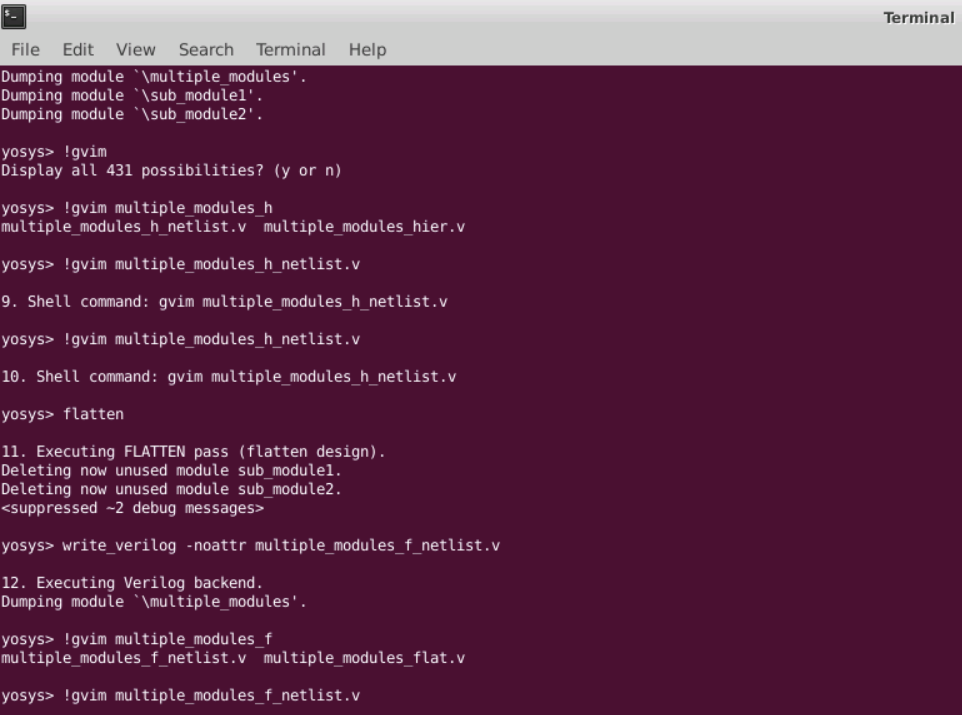 Terminal
File Edit View Search Terminal Help
Dumping module `\multiple_modules'.
Dumping module `\sub_module1'.
Dumping module `\sub_module2'.
yosys> !gvim
Display all 431 possibilities? (y or n)
yosys> !gvim multiple_modules_h
multiple_modules_h_netlist.v  multiple_modules_hier.v
yosys> !gvim multiple_modules_h_netlist.v
9. Shell command: gvim multiple_modules_h_netlist.v
yosys> !gvim multiple_modules_h_netlist.v
10. Shell command: gvim multiple_modules_h_netlist.v
yosys> flatten
11. Executing FLATTEN pass (flatten design).
Deleting now unused module sub_module1.
Deleting now unused module sub_module2.
<suppressed ~2 debug messages>
yosys> write_verilog -noattr multiple_modules_f_netlist.v
12. Executing Verilog backend.
Dumping module `\multiple_modules'.
yosys> !gvim multiple_modules_f
multiple_modules_f_netlist.v  multiple_modules_flat.v
yosys> !gvim multiple_modules_f_netlist.v